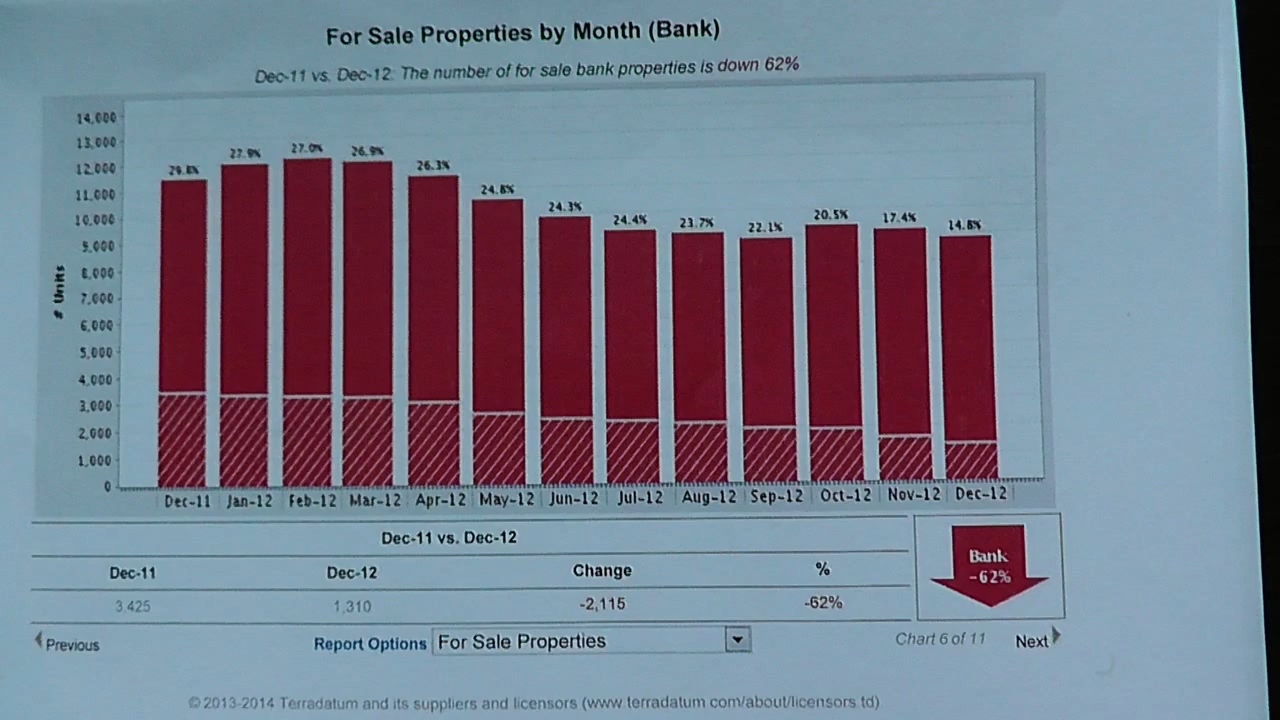 For Sale Properties by Month (Bank)
Dec-11 vs. Dec-12: The number of for sale bank properties is down 62%
14,000
13,000
12,000
11,000
10,000
9,000
8,000
7,000
6,000
5,000
4,000
3,000
2,000
1,000
0
# Units
29.8% 27.9% 27.0% 26.9% 26.3% 24.8% 24.3% 24.4% 23.7% 22.1% 20.5% 17.4% 14.8%
Dec-11 Jan-12 Feb-12 Mar-12 Apr-12 May-12 Jun-12 Jul-12 Aug-12 Sep-12 Oct-12 Nov-12 Dec-12
Dec-11 vs. Dec-12
Dec-11 Dec-12 Change %
3,425 1,310 -2,115 -62%
Bank
-62%
Previous Report Options For Sale Properties Chart 6 of 11 Next
© 2013-2014 Terradatum and its suppliers and licensors (www.terradatum.com/about/licensors.td)